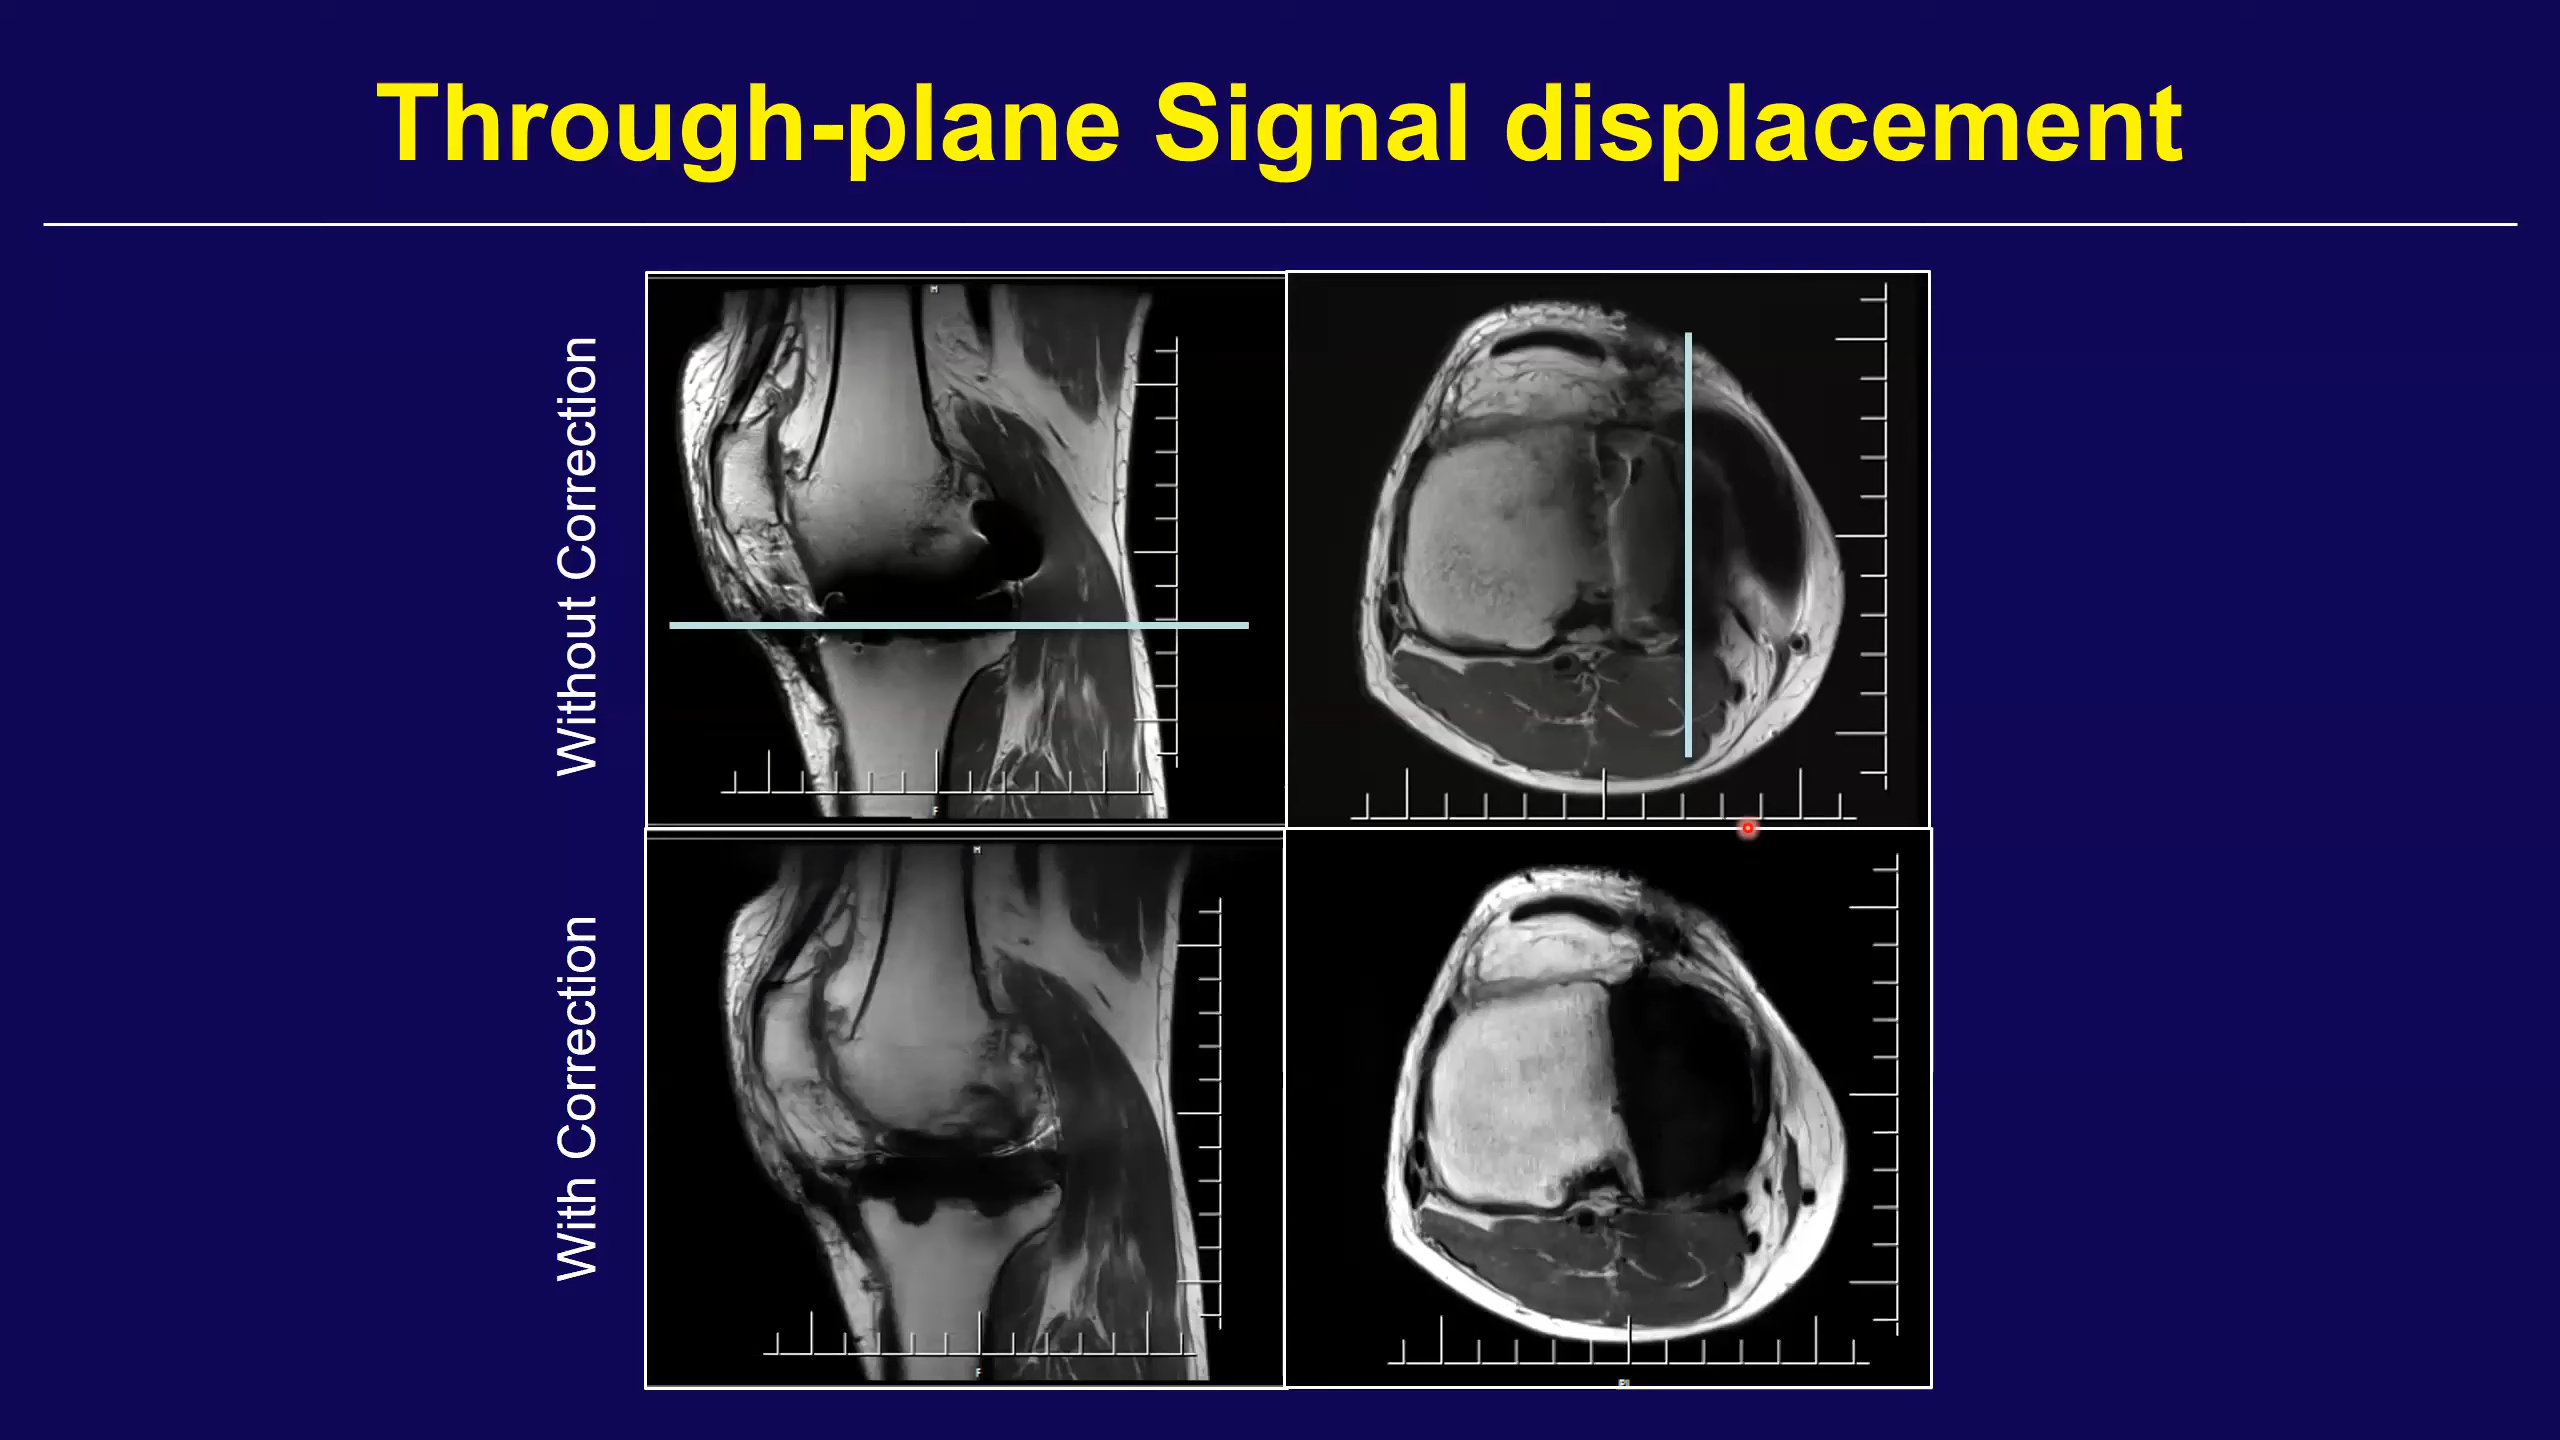 Through-plane Signal displacement
Without Correction
H
F
With Correction
H
F